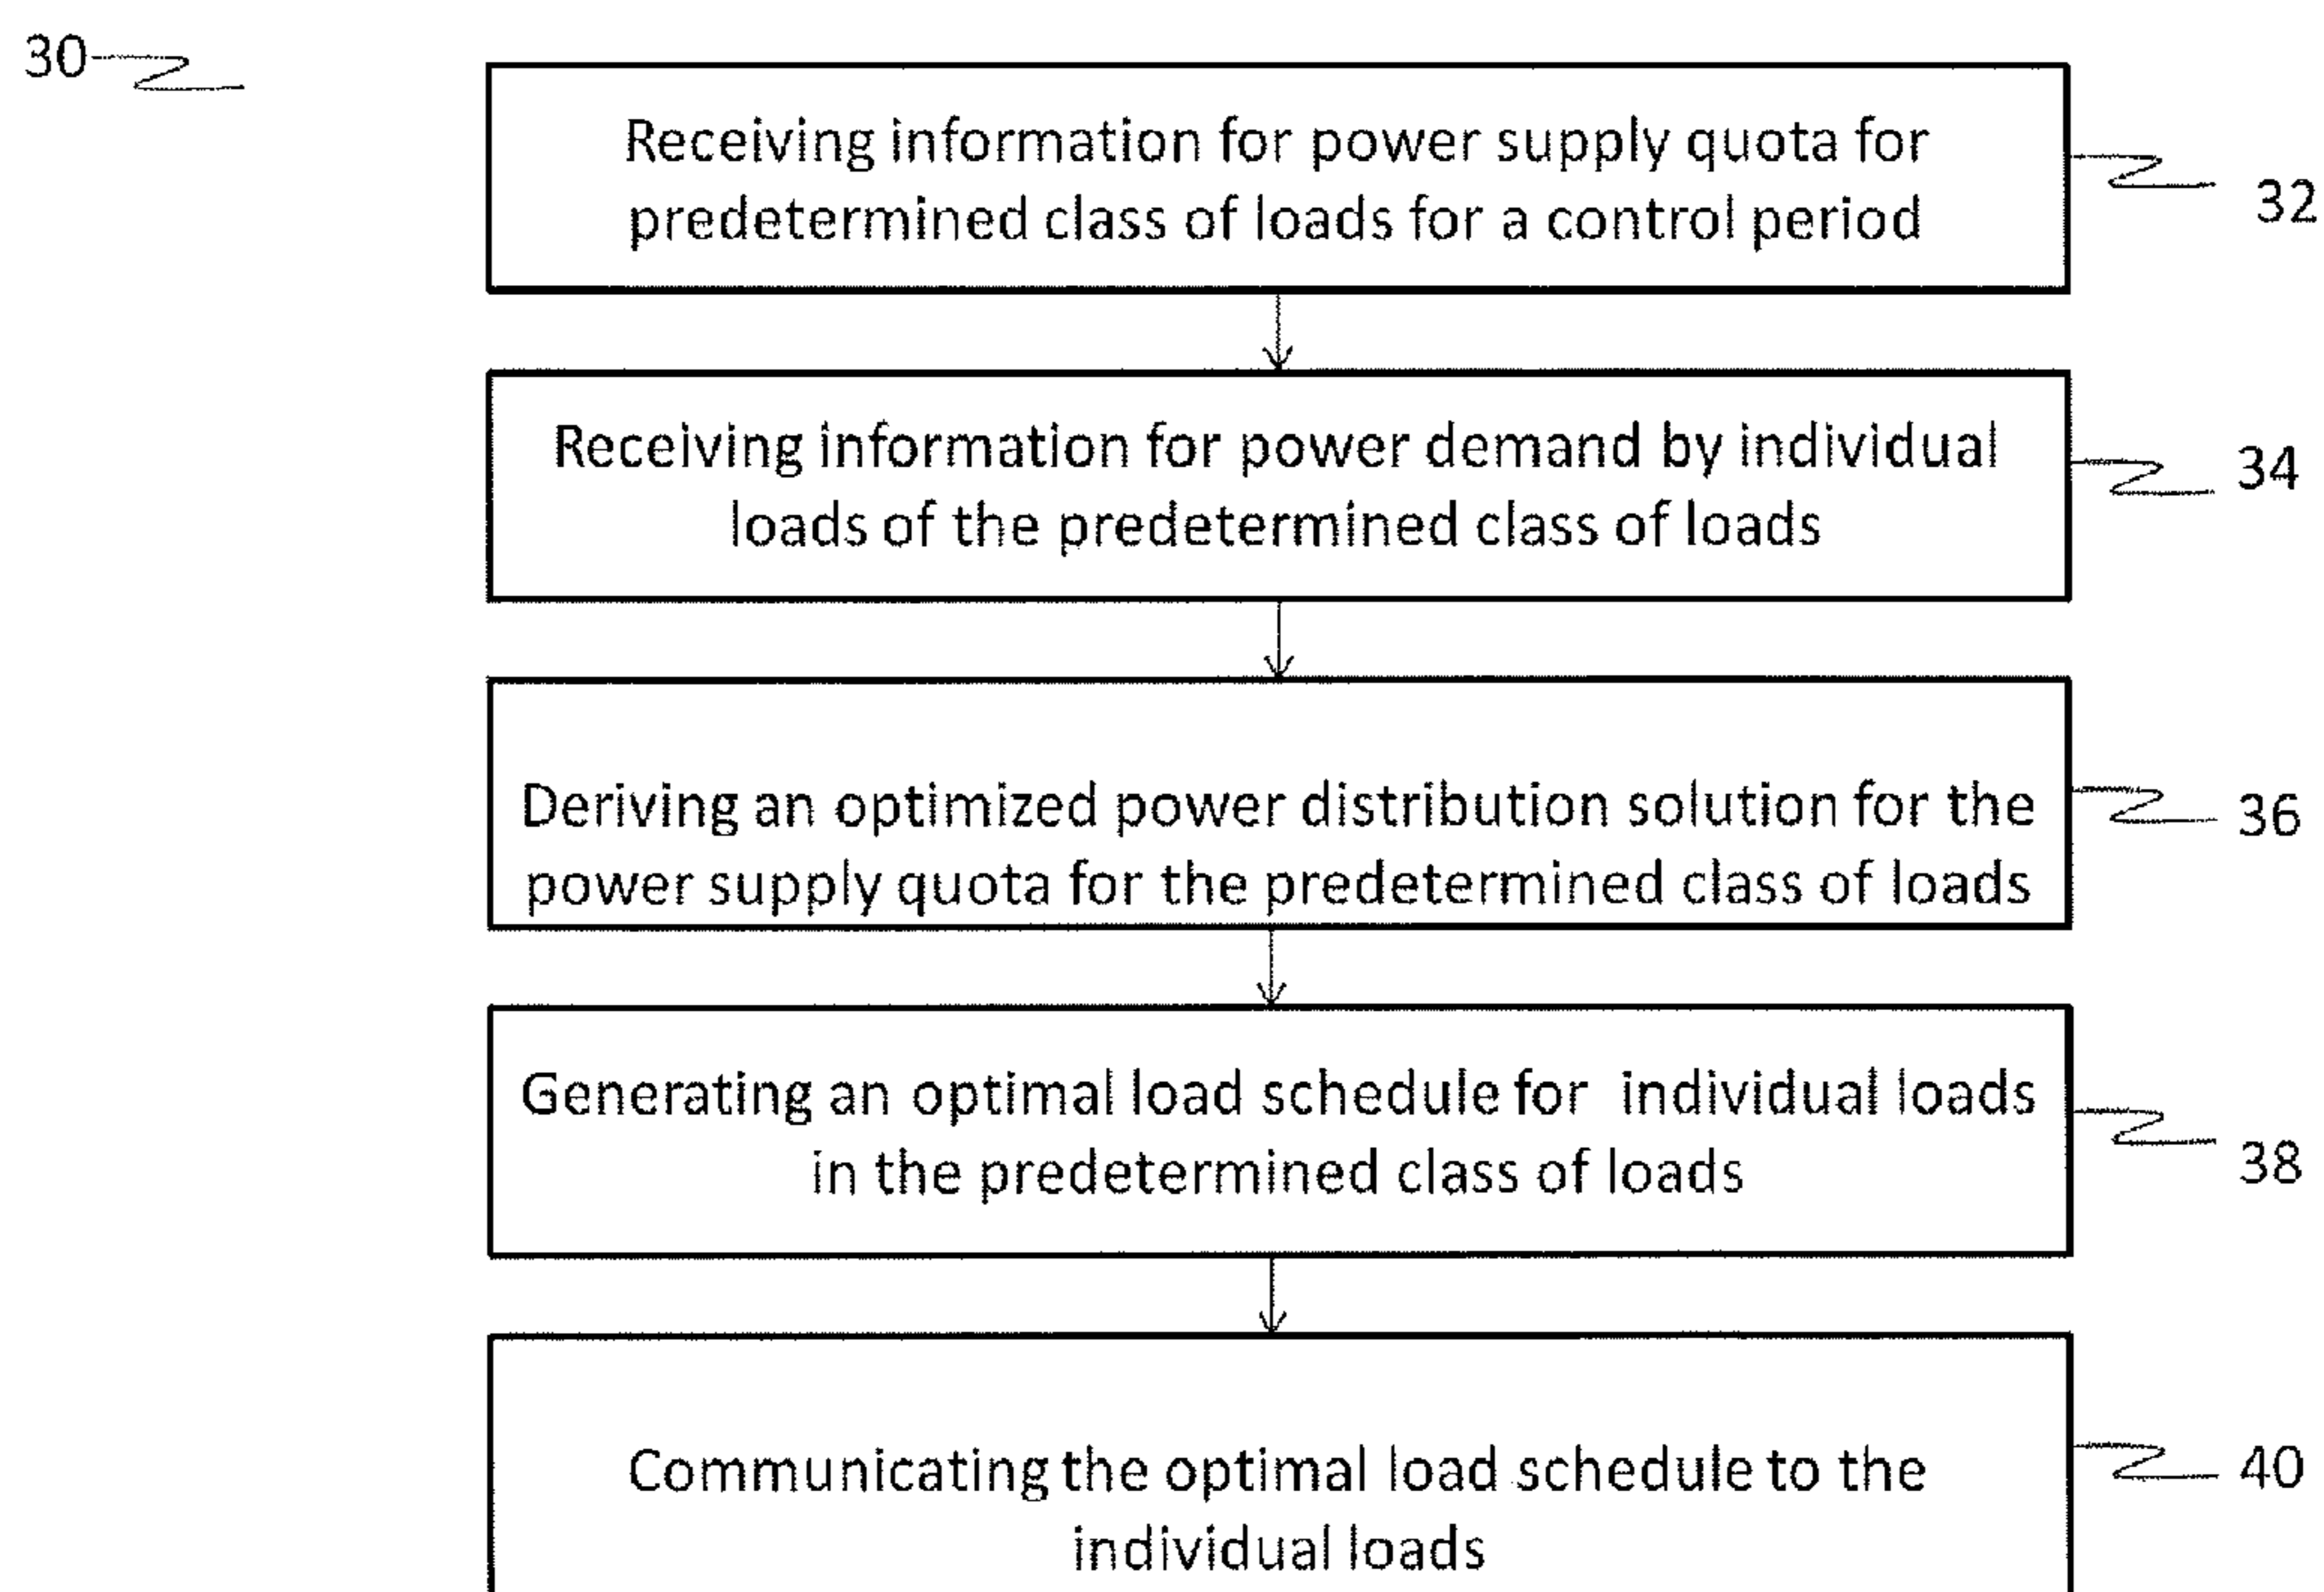 30
Receiving information for power supply quota for
predetermined class of loads for a control period
32
Receiving information for power demand by individual
loads of the predetermined class of loads
34
Deriving an optimized power distribution solution for the
power supply quota for the predetermined class of loads
36
Generating an optimal load schedule for individual loads
in the predetermined class of loads
38
Communicating the optimal load schedule to the
individual loads
40